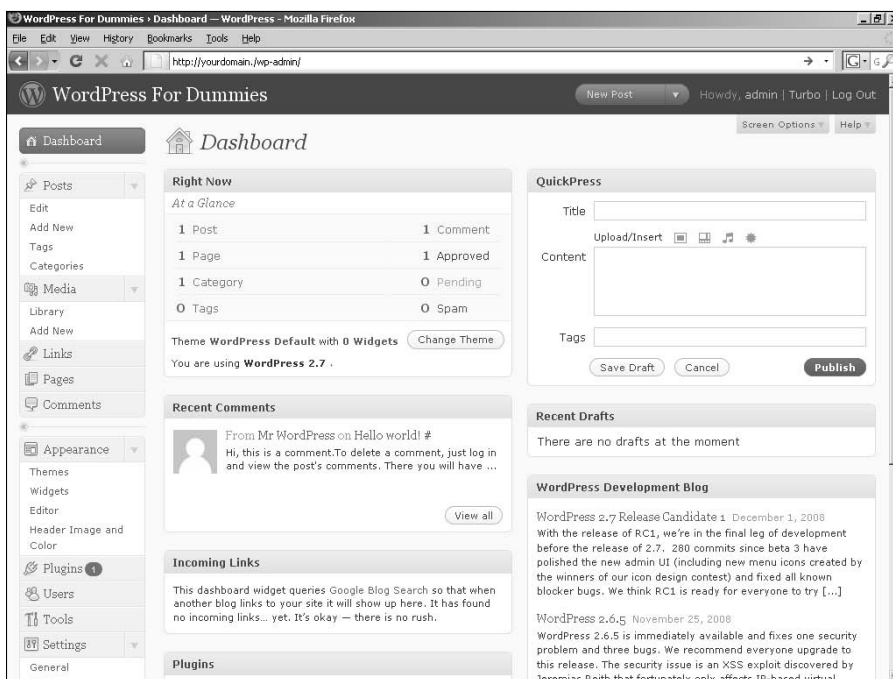 WordPress For Dummies › Dashboard — WordPress - Mozilla Firefox
File Edit View History Bookmarks Tools Help
http://yourdomain./wp-admin/
G
WordPress For Dummies
New Post
Howdy, admin | Turbo | Log Out
Screen Options
Help
Dashboard
Posts
Edit
Add New
Tags
Categories
Media
Library
Add New
Links
Pages
Comments
Appearance
Themes
Widgets
Editor
Header Image and
Color
Plugins 1
Users
Tools
Settings
General
Dashboard
Right Now
At a Glance
1 Post 1 Comment
1 Page 1 Approved
1 Category 0 Pending
0 Tags 0 Spam
Theme WordPress Default with 0 Widgets Change Theme
You are using WordPress 2.7 .
Recent Comments
From Mr WordPress on Hello world! #
Hi, this is a comment.To delete a comment, just log in
and view the post's comments. There you will have ...
View all
Incoming Links
This dashboard widget queries Google Blog Search so that when
another blog links to your site it will show up here. It has found
no incoming links... yet. It's okay — there is no rush.
Plugins
QuickPress
Title
Upload/Insert
Content
Tags
Save Draft Cancel Publish
Recent Drafts
There are no drafts at the moment
WordPress Development Blog
WordPress 2.7 Release Candidate 1 December 1, 2008
With the release of RC1, we're in the final leg of development
before the release of 2.7. 280 commits since beta 3 have
polished the new admin UI (including new menu icons created by
the winners of our icon design contest) and fixed all known
blocker bugs. We think RC1 is ready for everyone to try [...]
WordPress 2.6.5 November 25, 2008
WordPress 2.6.5 is immediately available and fixes one security
problem and three bugs. We recommend everyone upgrade to
this release. The security issue is an XSS exploit discovered by
Jeremias Reith that fortunately only affects IP-based virtual